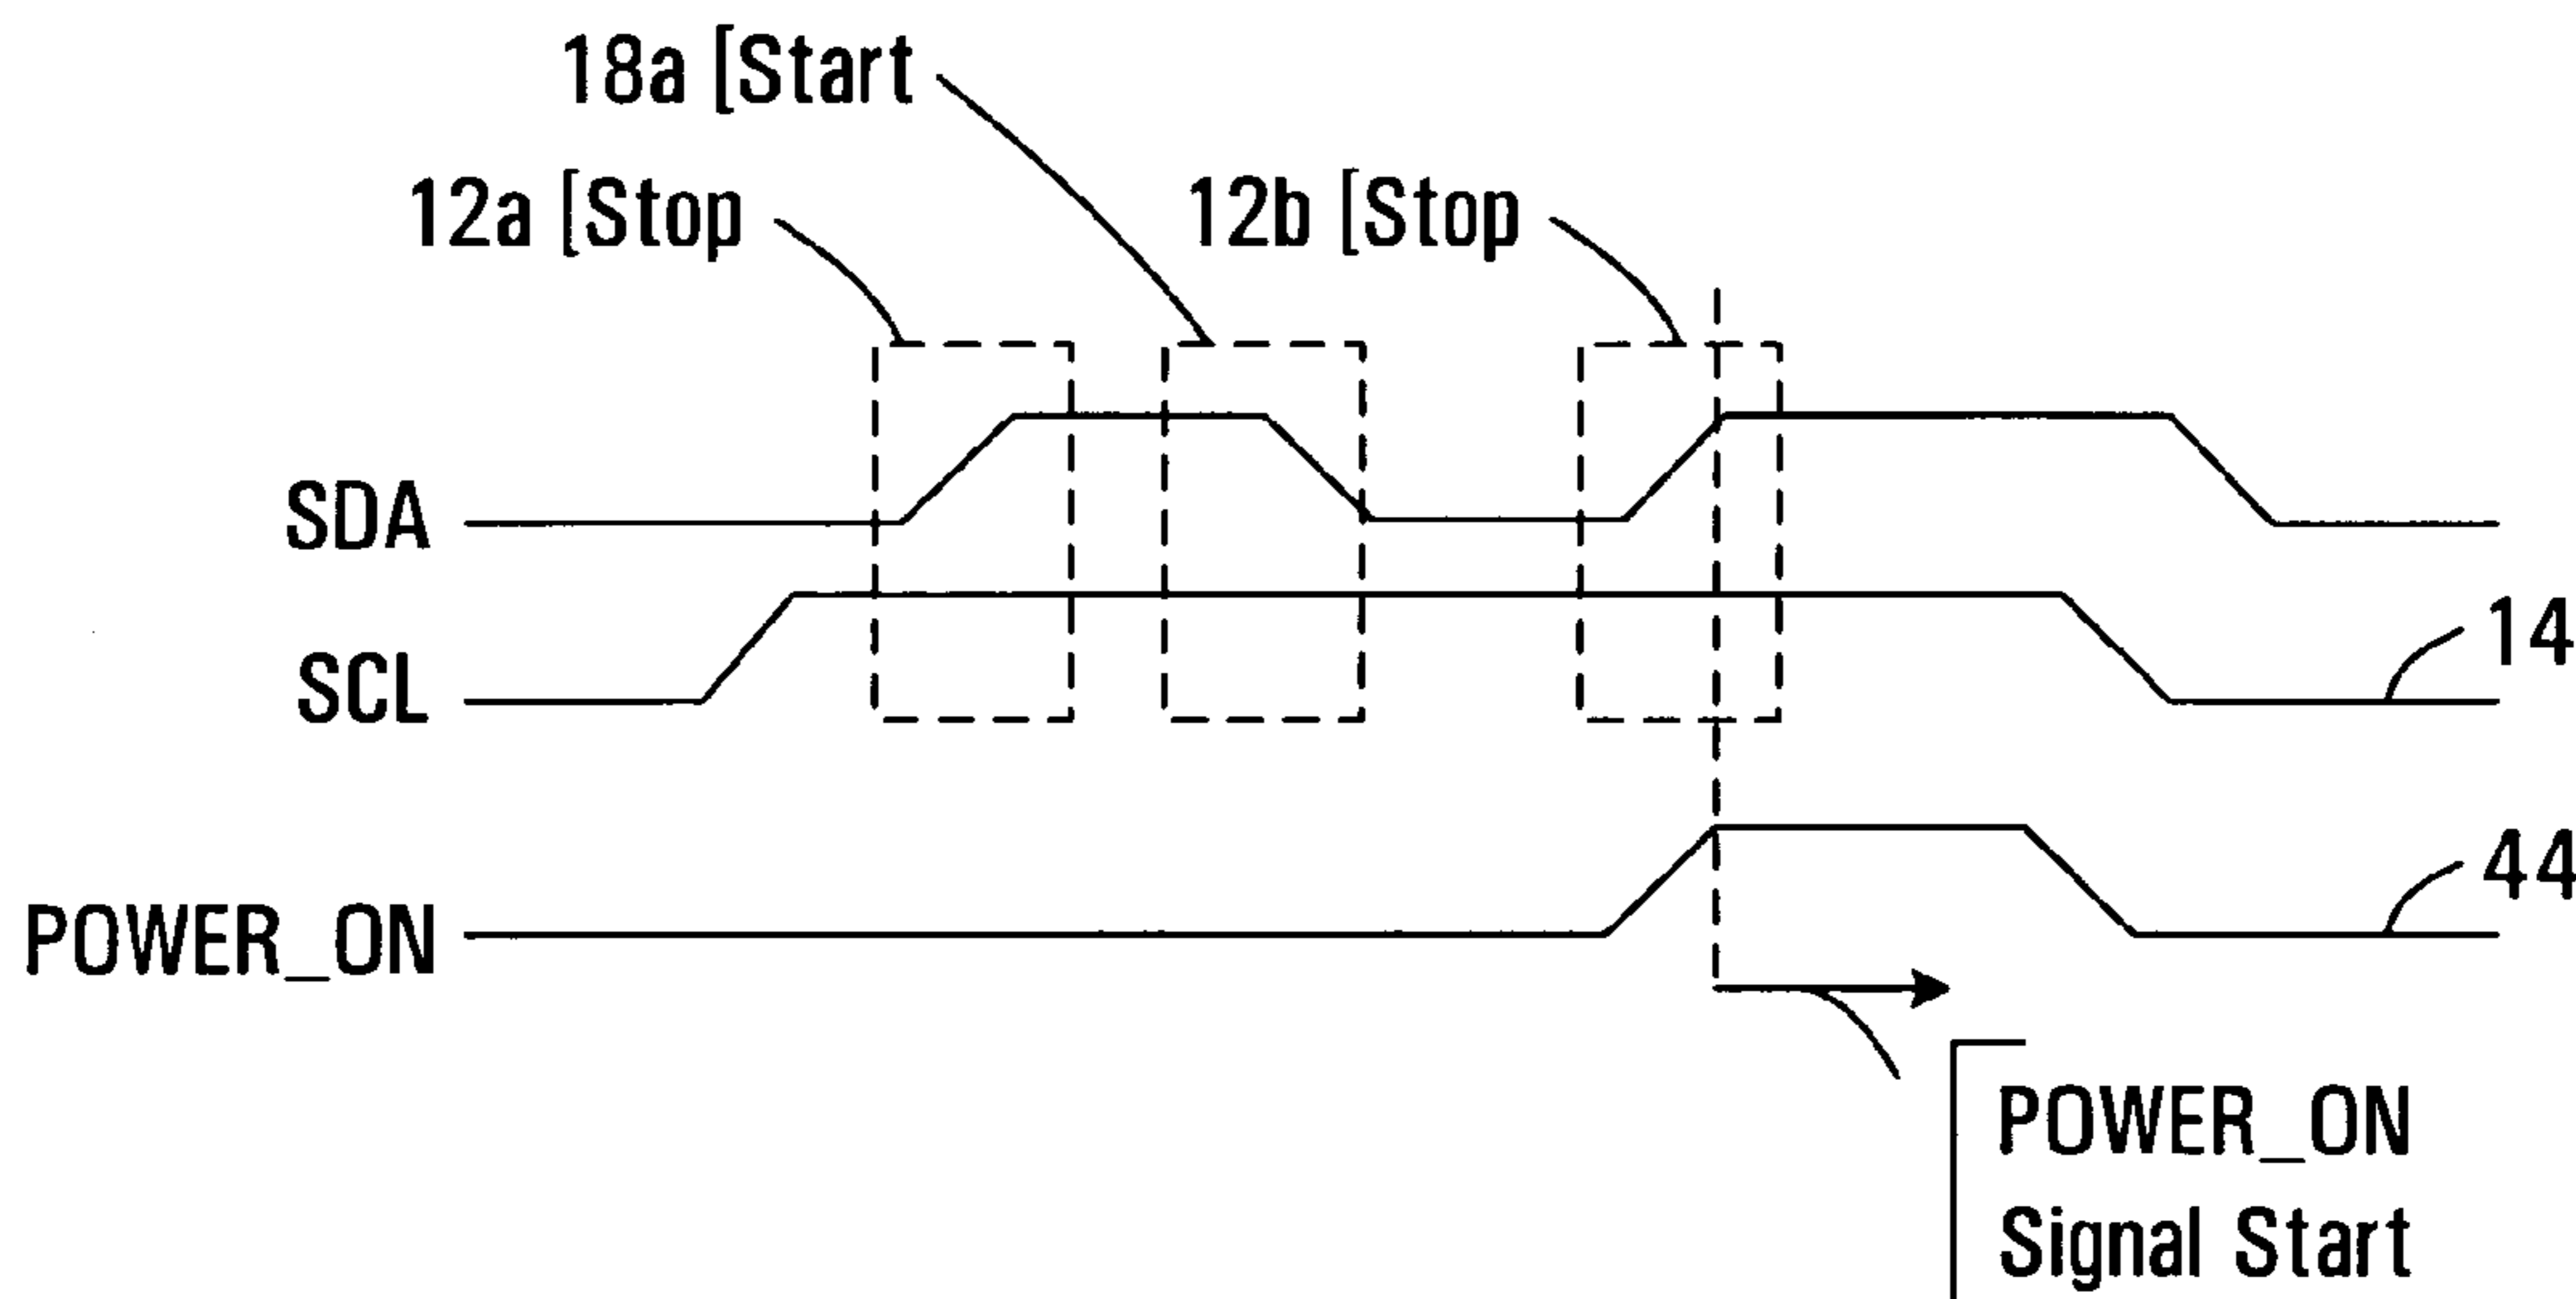 18a [Start
12a [Stop
12b [Stop
SDA
SCL
14
POWER_ON
44
POWER_ON
Signal Start